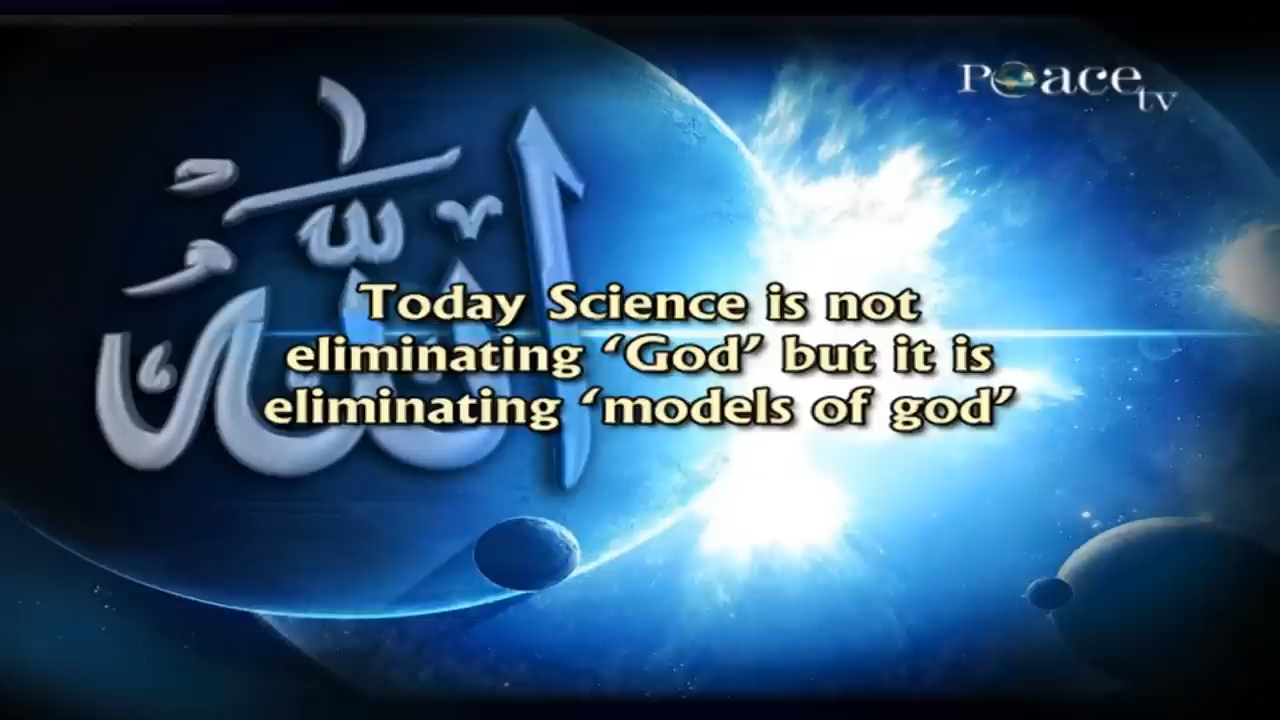 Peace tv
الله
Today Science is not
eliminating ‘God’ but it is
eliminating ‘models of god’